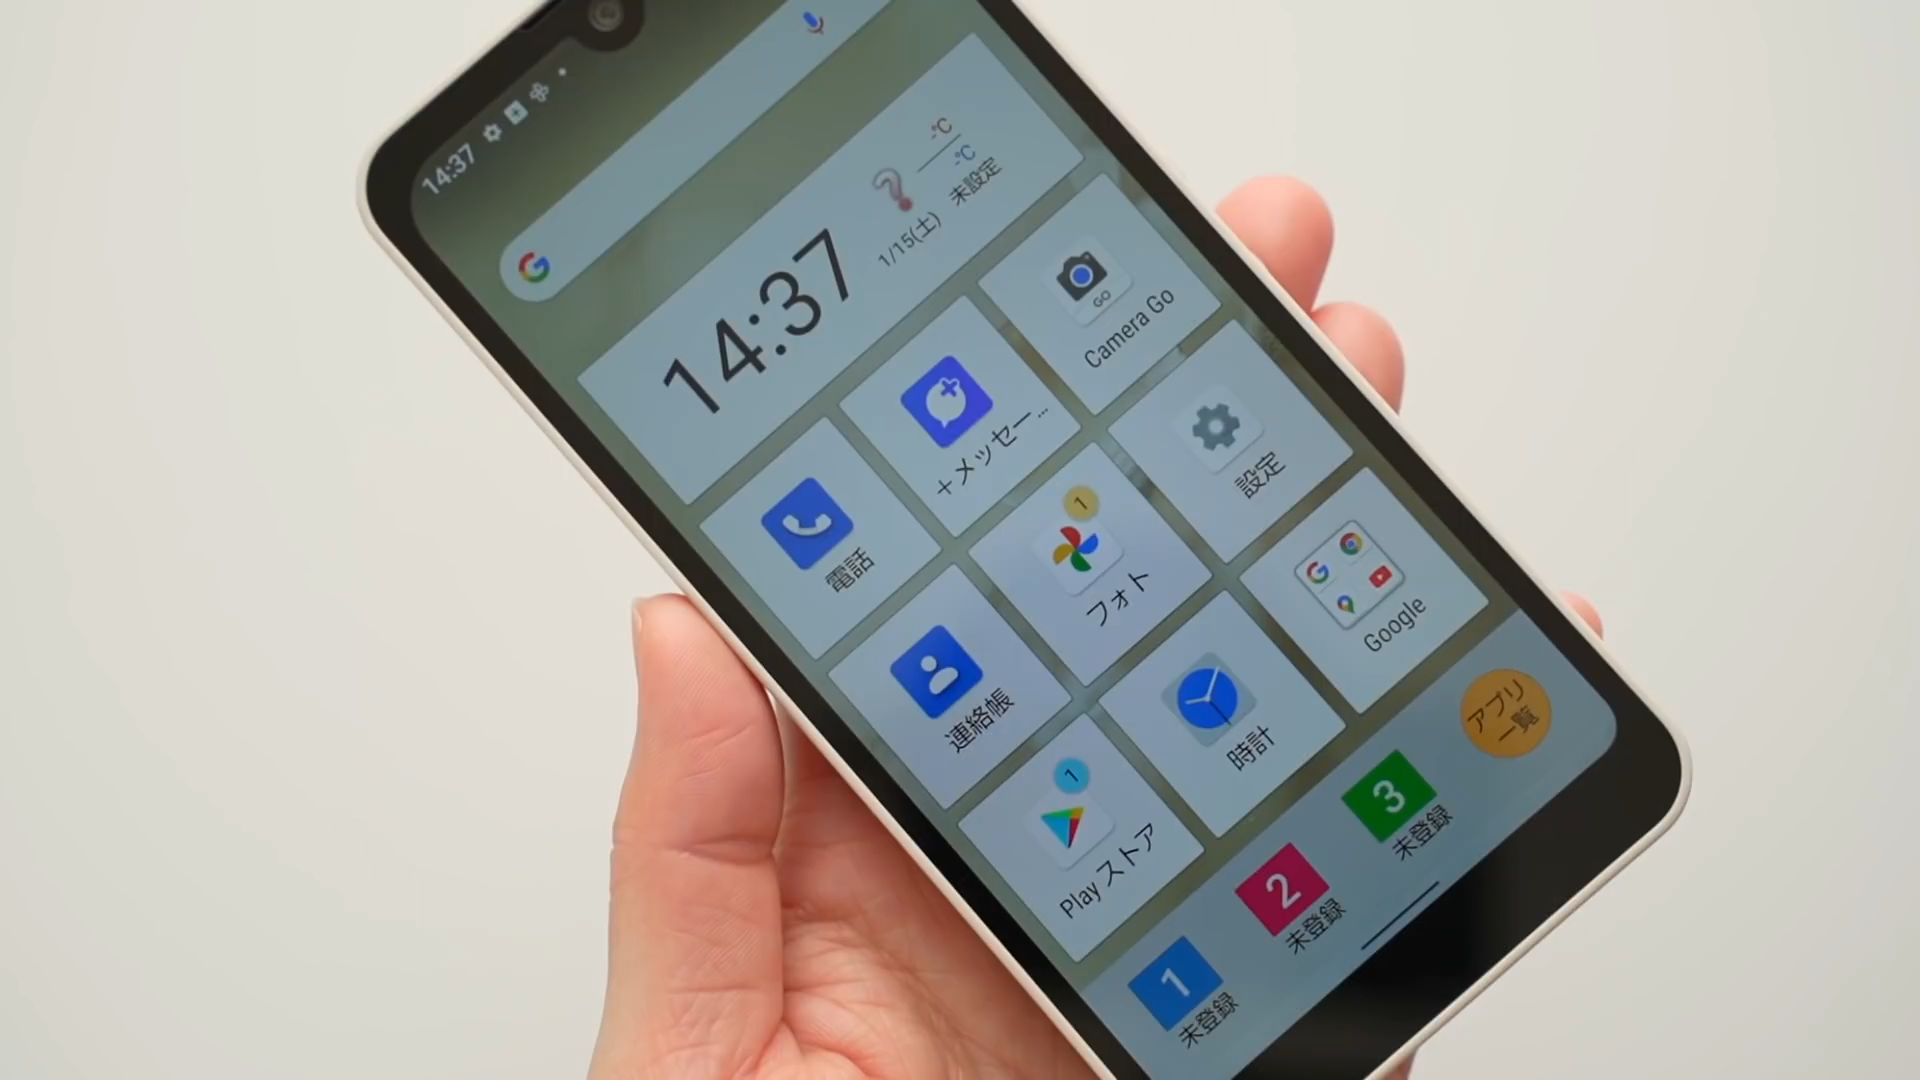 14:37
14:37
-℃
-℃
1/15(土)
未設定
電話
+メッセー…
Camera Go
連絡帳
1
フォト
設定
1
Play ストア
時計
Google
1
未登録
2
未登録
3
未登録
アプリ
一覧